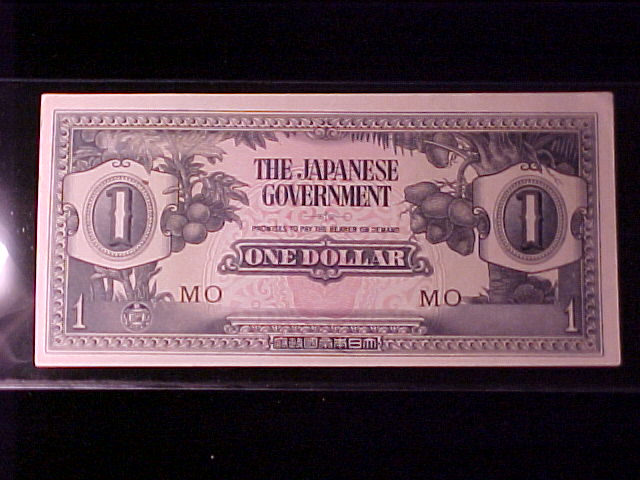 THE JAPANESE
GOVERNMENT
1
1
PROMISES TO PAY THE BEARER ON DEMAND
ONE DOLLAR
MO
MO
1
1